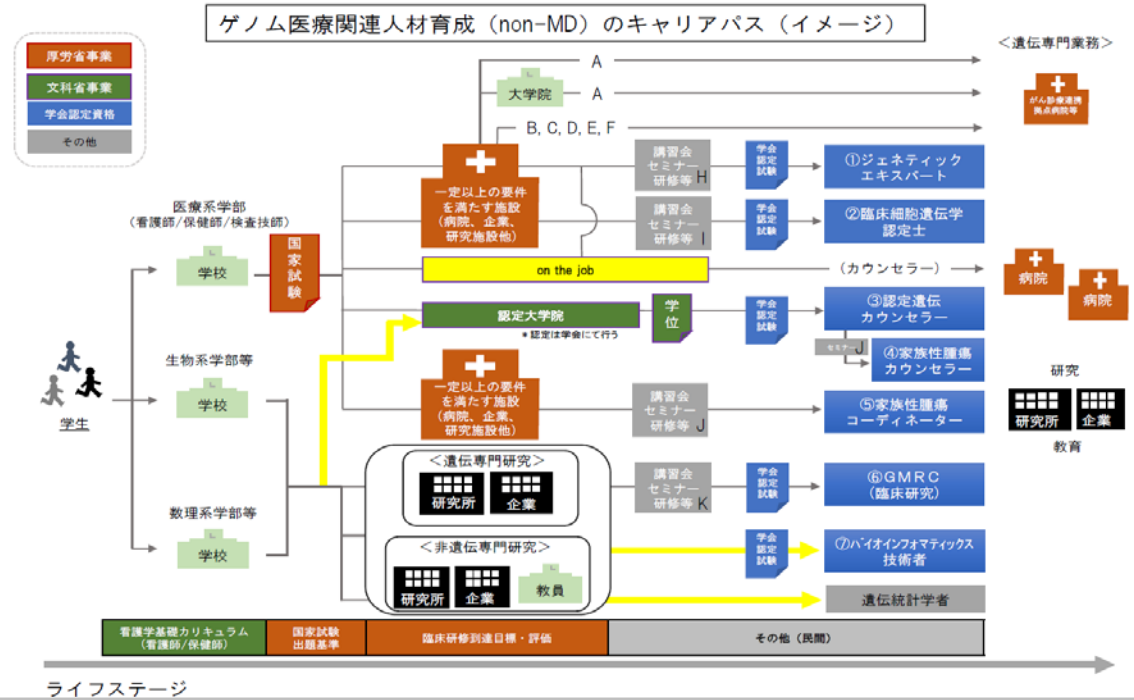 ゲノム医療関連人材育成（non-MD）のキャリアパス（イメージ）
厚労省事業
文科省事業
学会認定資格
その他
＜遺伝専門業務＞
がん診療連携
拠点病院等
A
大学院
A
B, C, D, E, F
医療系学部
（看護師/保健師/検査技師）
学校
国家試験
一定以上の要件
を満たす施設
（病院、企業、
研究施設他）
講習会
セミナー
研修等 H
学会
認定
試験
①ジェネティック
エキスパート
講習会
セミナー
研修等 I
学会
認定
試験
②臨床細胞遺伝学
認定士
on the job
（カウンセラー）
病院
病院
認定大学院
＊認定は学会にて行う
学位
学会
認定
試験
③認定遺伝
カウンセラー
セミナー J
④家族性腫瘍
カウンセラー
学生
生物系学部等
学校
一定以上の要件
を満たす施設
（病院、企業、
研究施設他）
講習会
セミナー
研修等 J
⑤家族性腫瘍
コーディネーター
研究
研究所
企業
教育
＜遺伝専門研究＞
研究所
企業
講習会
セミナー
研修等 K
学会
認定
試験
⑥GMRC
（臨床研究）
数理系学部等
学校
＜非遺伝専門研究＞
研究所
企業
教員
学会
認定
試験
⑦バイオインフォマティックス
技術者
遺伝統計学者
看護学基礎カリキュラム
（看護師/保健師）
国家試験
出題基準
臨床研修到達目標・評価
その他（民間）
ライフステージ